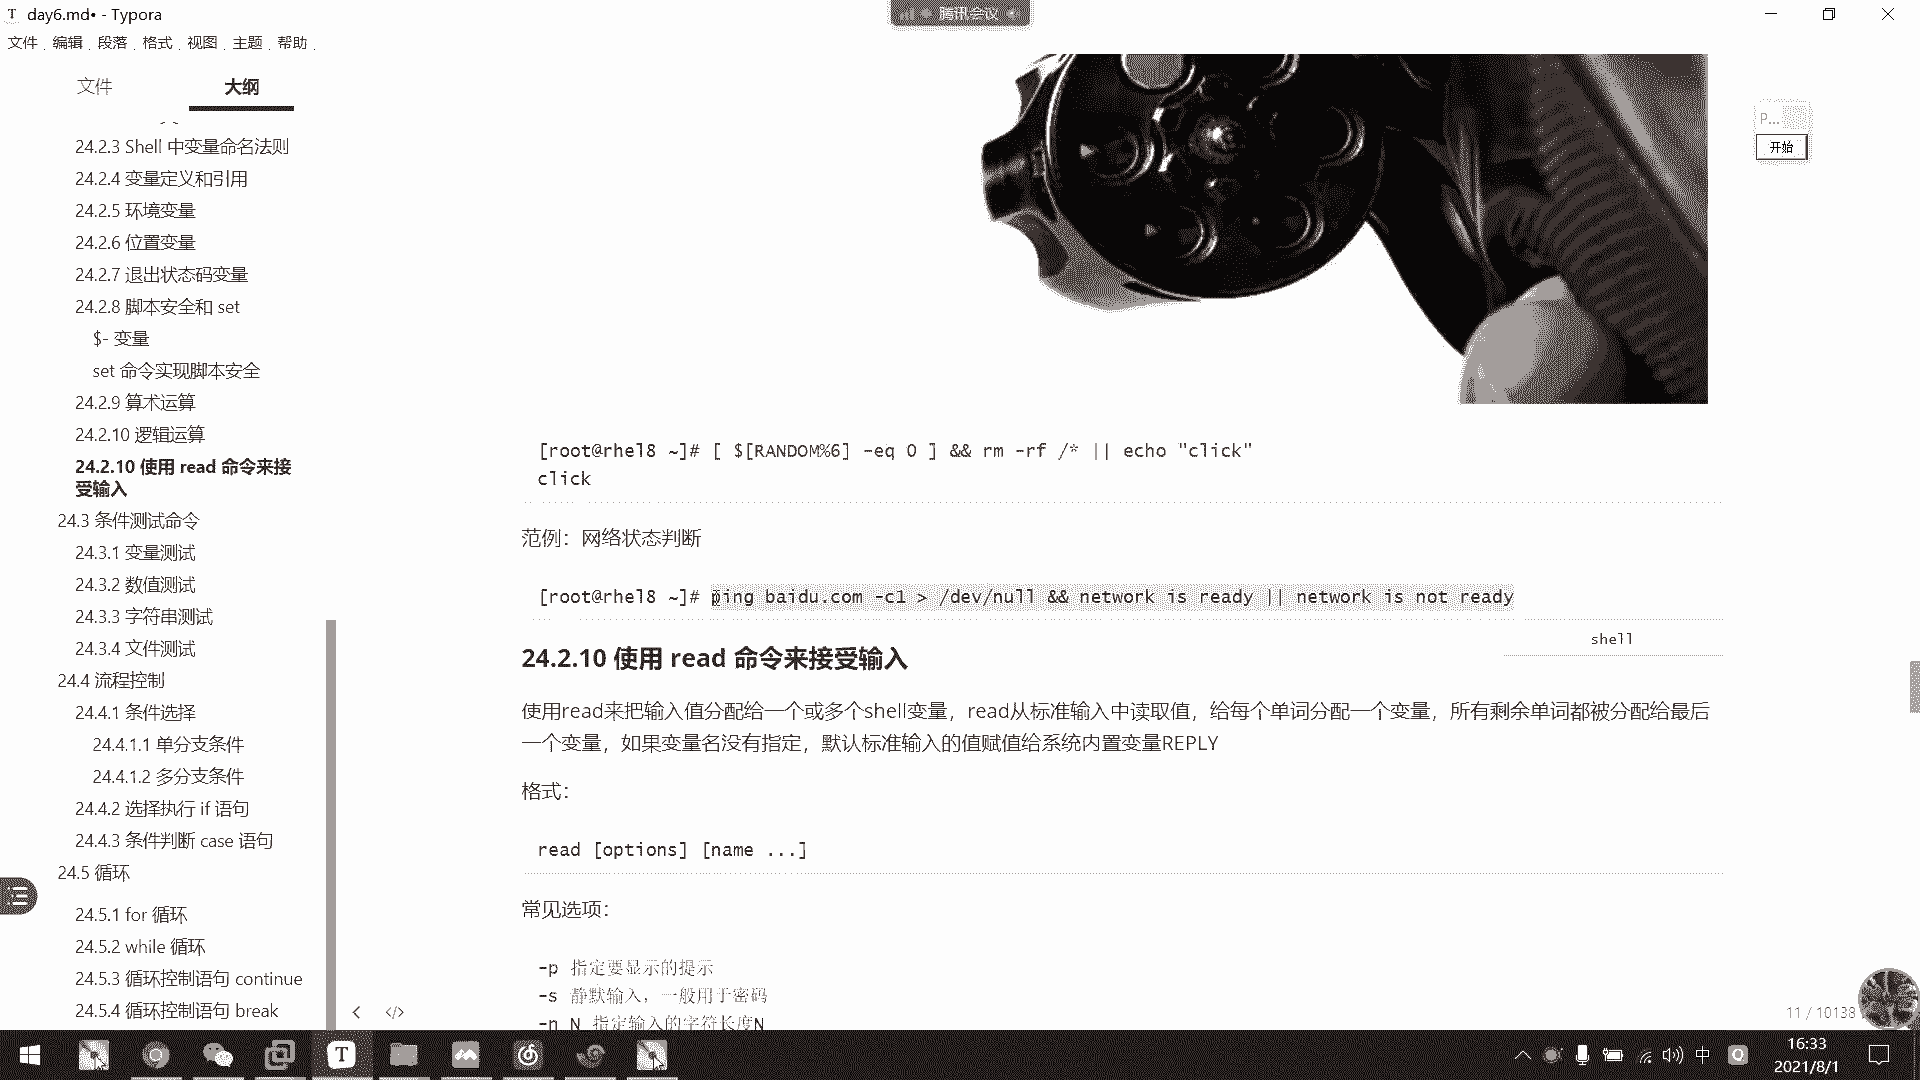 day6.md• - Typora
腾讯会议
文件 编辑 段落 格式 视图 主题 帮助
文件 大纲
24.2.3 Shell 中变量命名法则
24.2.4 变量定义和引用
24.2.5 环境变量
24.2.6 位置变量
24.2.7 退出状态码变量
24.2.8 脚本安全和 set
$- 变量
set 命令实现脚本安全
24.2.9 算术运算
24.2.10 逻辑运算
24.2.10 使用 read 命令来接
受输入
24.3 条件测试命令
24.3.1 变量测试
24.3.2 数值测试
24.3.3 字符串测试
24.3.4 文件测试
24.4 流程控制
24.4.1 条件选择
24.4.1.1 单分支条件
24.4.1.2 多分支条件
24.4.2 选择执行 if 语句
24.4.3 条件判断 case 语句
24.5 循环
24.5.1 for 循环
24.5.2 while 循环
24.5.3 循环控制语句 continue
24.5.4 循环控制语句 break
P...
开始
[root@rhel8 ~]# [ $[RANDOM%6] -eq 0 ] && rm -rf /* || echo "click"
click
范例：网络状态判断
[root@rhel8 ~]# ping baidu.com -c1 > /dev/null && network is ready || network is not ready
shell
24.2.10 使用 read 命令来接受输入
使用read来把输入值分配给一个或多个shell变量，read从标准输入中读取值，给每个单词分配一个变量，所有剩余单词都被分配给最后
一个变量，如果变量名没有指定，默认标准输入的值赋值给系统内置变量REPLY
格式：
read [options] [name ...]
常见选项：
-p 指定要显示的提示
-s 静默输入，一般用于密码
-n N 指定输入的字符长度N
11 / 10138
中
16:33
2021/8/1